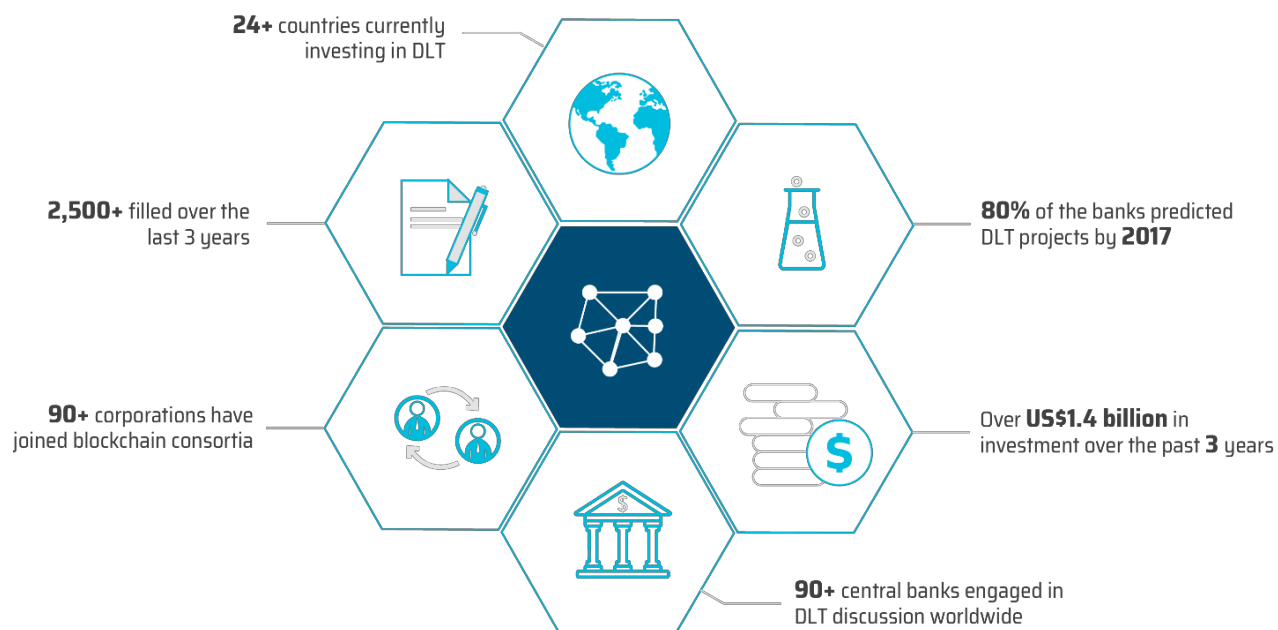 24+ countries currently
investing in DLT
2,500+ filled over the
last 3 years
80% of the banks predicted
DLT projects by 2017
90+ corporations have
joined blockchain consortia
Over US$1.4 billion in
investment over the past 3 years
$
$
90+ central banks engaged in
DLT discussion worldwide